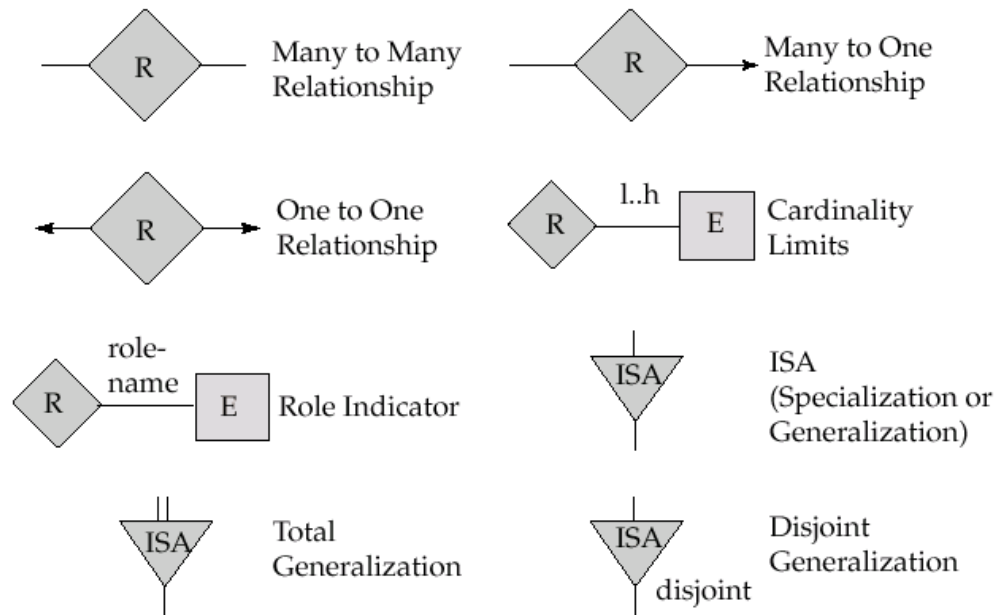 R
Many to Many
Relationship
R
Many to One
Relationship
R
One to One
Relationship
R
l..h
E
Cardinality
Limits
role-
name
R
E
Role Indicator
ISA
ISA
(Specialization or
Generalization)
ISA
Total
Generalization
ISA
disjoint
Disjoint
Generalization